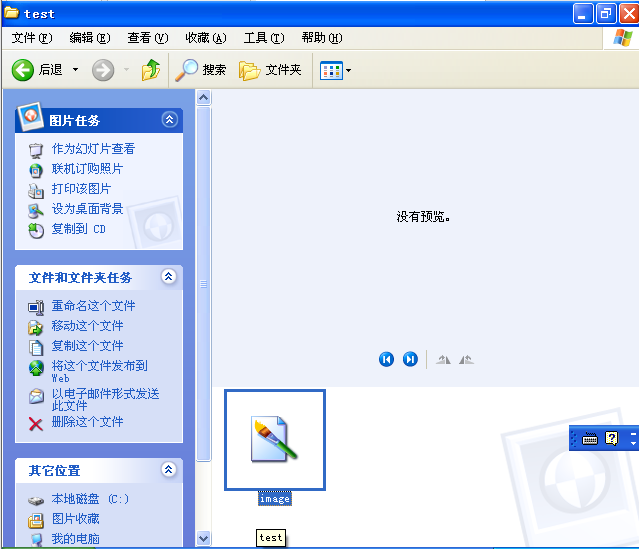 test
文件(F) 编辑(E) 查看(V) 收藏(A) 工具(T) 帮助(H)
后退 搜索 文件夹
图片任务
作为幻灯片查看
联机订购照片
打印该图片
设为桌面背景
复制到 CD
文件和文件夹任务
重命名这个文件
移动这个文件
复制这个文件
将这个文件发布到
Web
以电子邮件形式发送
此文件
删除这个文件
其它位置
本地磁盘 (C:)
图片收藏
我的电脑
没有预览。
image
test